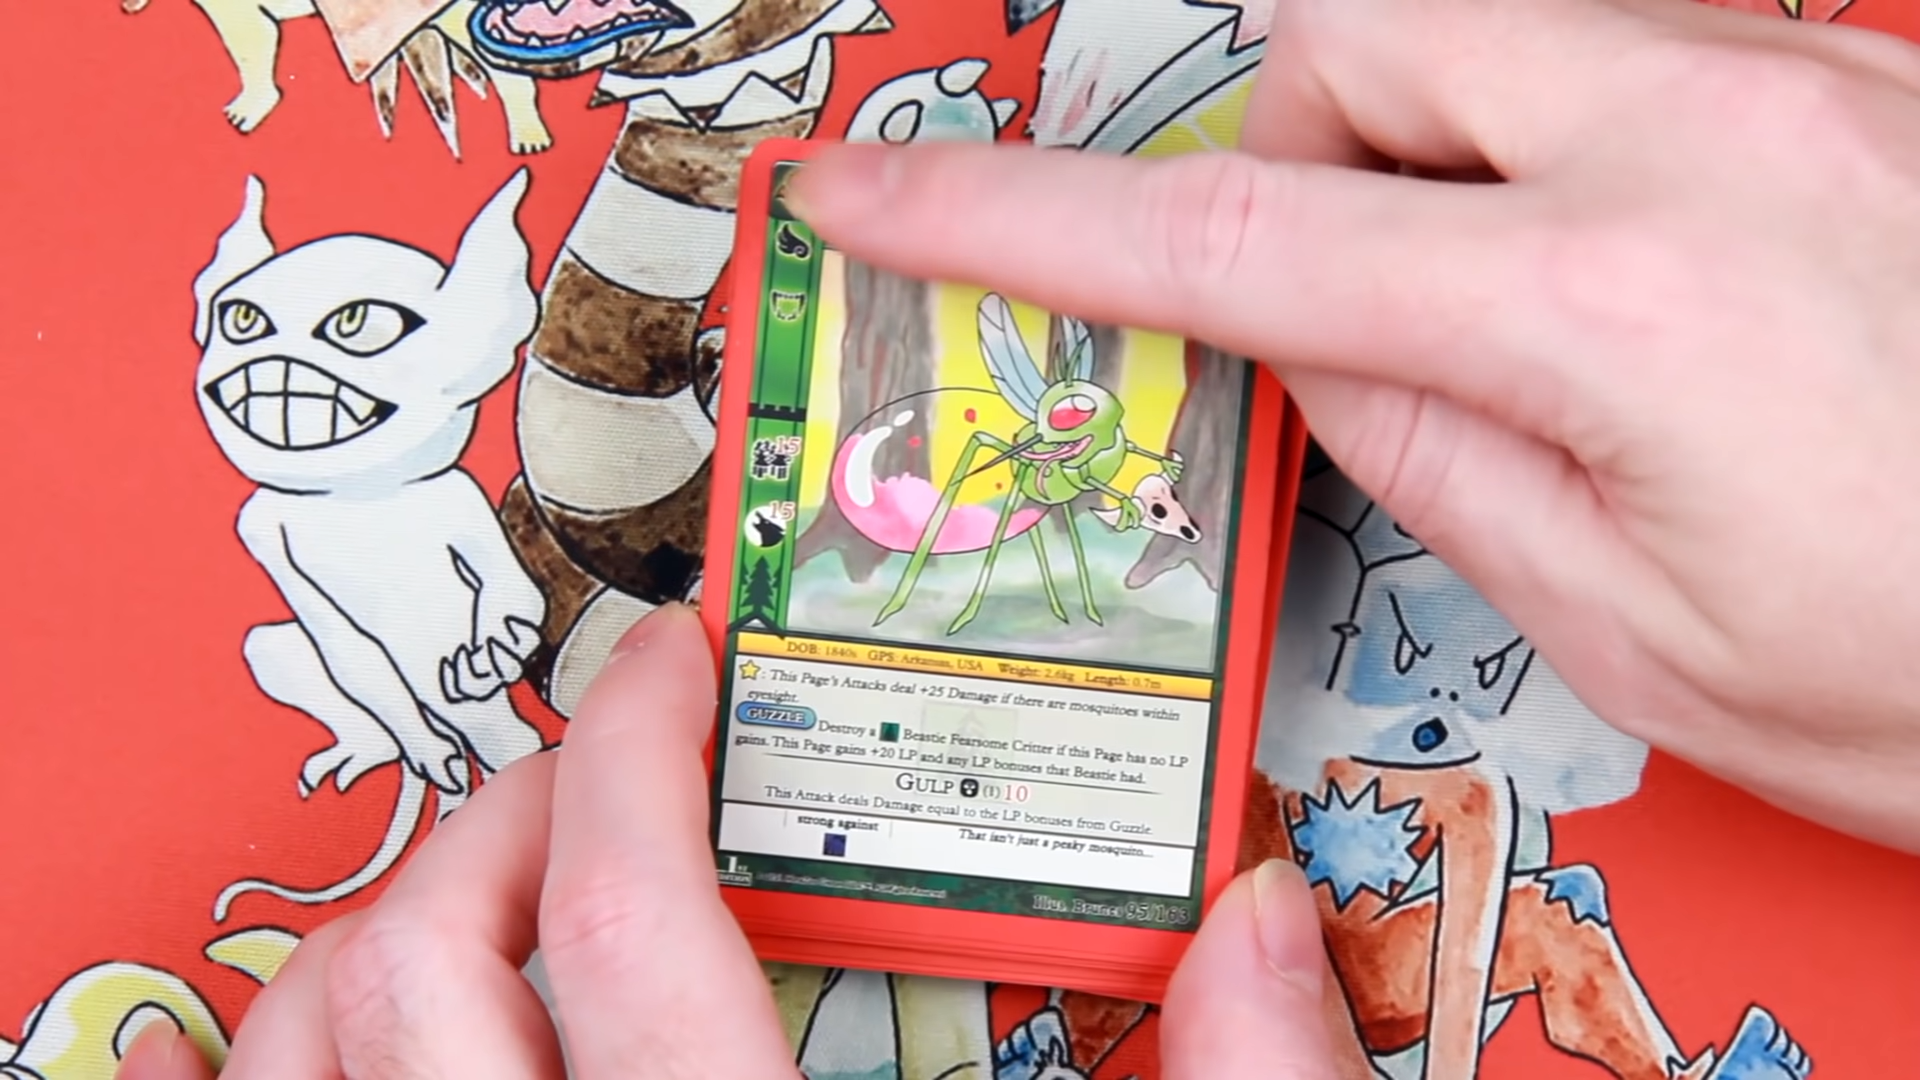 15
15
DOB: 1840s GPS: Arkansas, USA Weight: 2.6kg Length: 0.7m
: This Page's Attacks deal +25 Damage if there are mosquitoes within
eyesight.
GUZZLE Destroy a Beastie Fearsome Critter if this Page has no LP
gains. This Page gains +20 LP and any LP bonuses that Beastie had.
GULP (1) 10
This Attack deals Damage equal to the LP bonuses from Guzzle.
strong against
That isn't just a pesky mosquito...
1st EDITION
Illus. Brunes 95/163